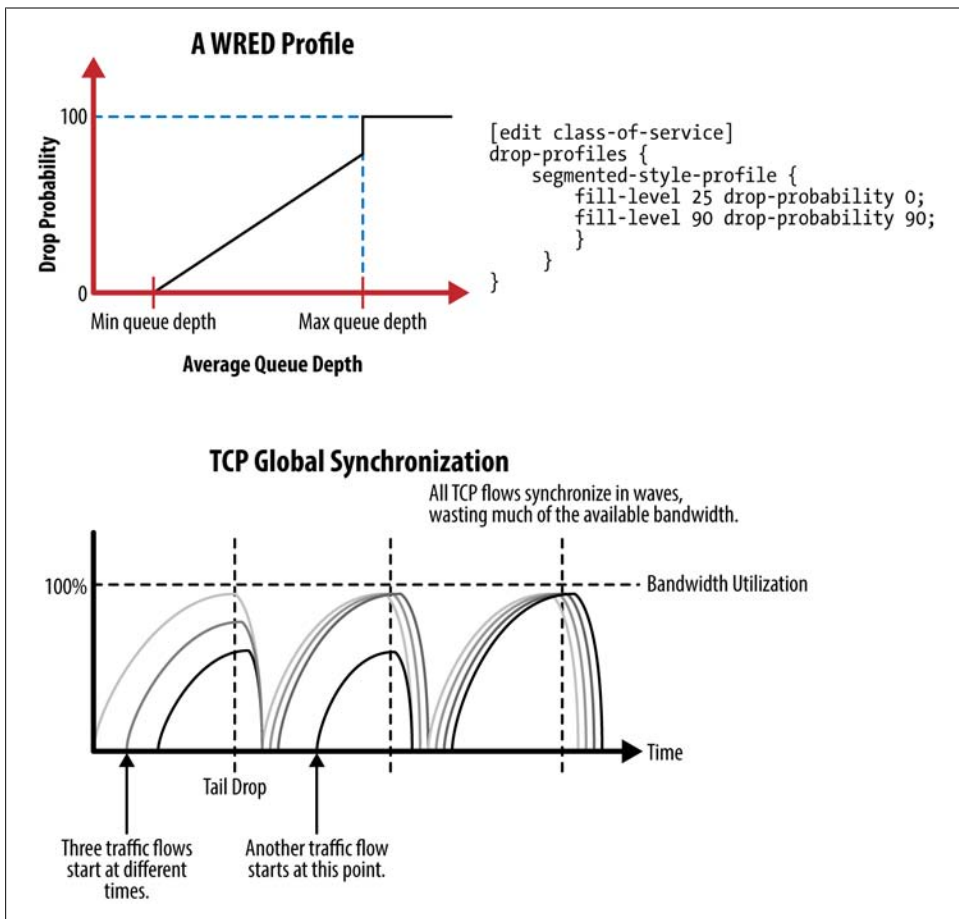 A WRED Profile
100
Drop Probability
0
Min queue depth
Max queue depth
Average Queue Depth
[edit class-of-service]
drop-profiles {
segmented-style-profile {
fill-level 25 drop-probability 0;
fill-level 90 drop-probability 90;
}
}
}
TCP Global Synchronization
All TCP flows synchronize in waves,
wasting much of the available bandwidth.
100%
Bandwidth Utilization
Time
Tail Drop
Three traffic flows
start at different
times.
Another traffic flow
starts at this point.